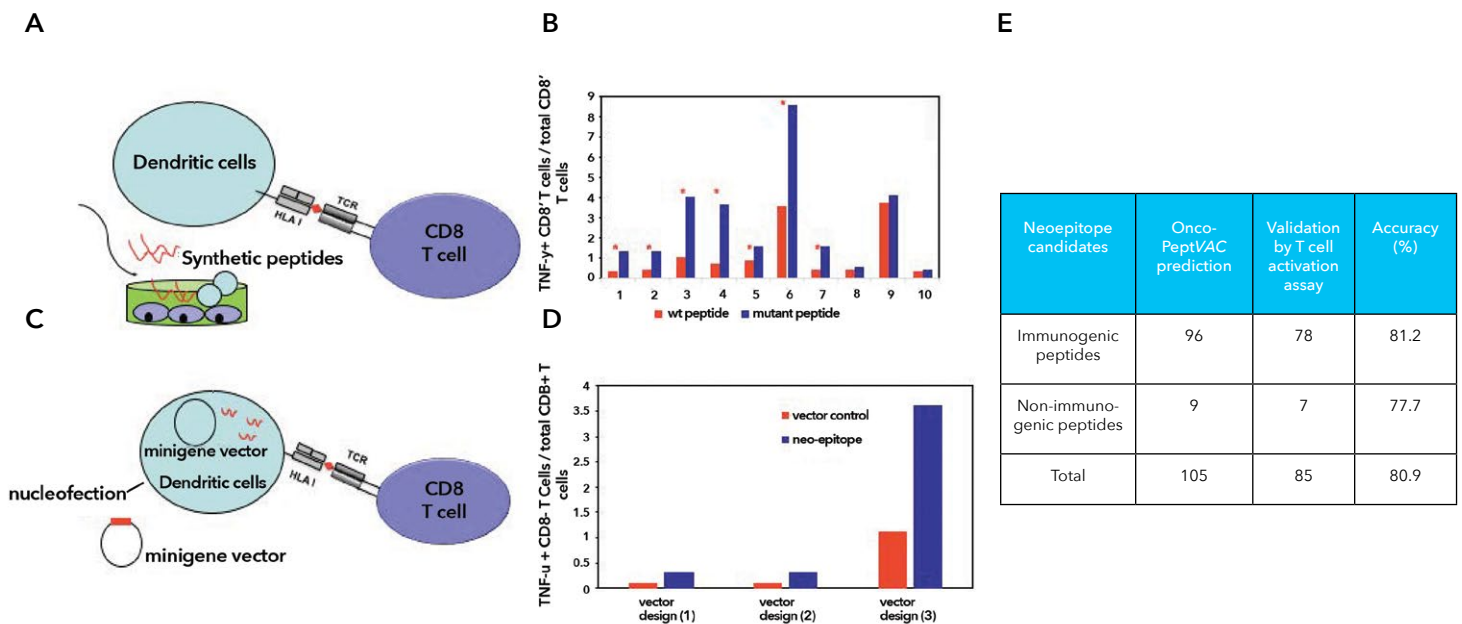 A
Dendritic cells
HLA I
TCR
CD8
T cell
Synthetic peptides
B
TNF-y+ CD8' T cells / total CD8'
T cells
9
8
7
6
5
4
3
2
1
0
1 2 3 4 5 6 7 8 9 10
* * * * * * *
wt peptide mutant peptide
C
minigene vector
Dendritic cells
HLA I
TCR
CD8
T cell
nucleofection
minigene vector
D
TNF-u + CD8- T Cells / total CDB+ T
cells
4
3.5
3
2.5
2
1.5
1
0.5
0
vector control
neo-epitope
vector
design (1)
vector
design (2)
vector
design (3)
E
Neoepitope
candidates
Onco-
PeptVAC
prediction
Validation
by T cell
activation
assay
Accuracy
(%)
Immunogenic
peptides
96
78
81.2
Non-immuno-
genic peptides
9
7
77.7
Total
105
85
80.9